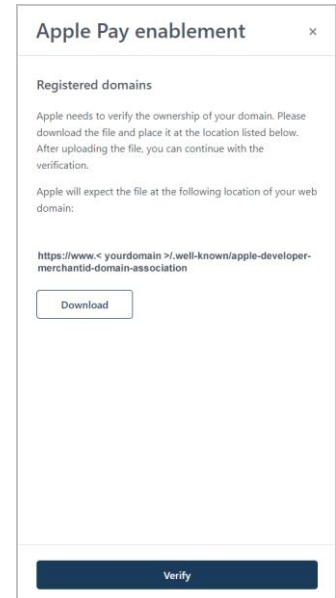 Apple Pay enablement ×
Registered domains
Apple needs to verify the ownership of your domain. Please
download the file and place it at the location listed below.
After uploading the file, you can continue with the
verification.
Apple will expect the file at the following location of your web
domain:
https://www.< yourdomain >/.well-known/apple-developer-
merchantid-domain-association
Download
Verify